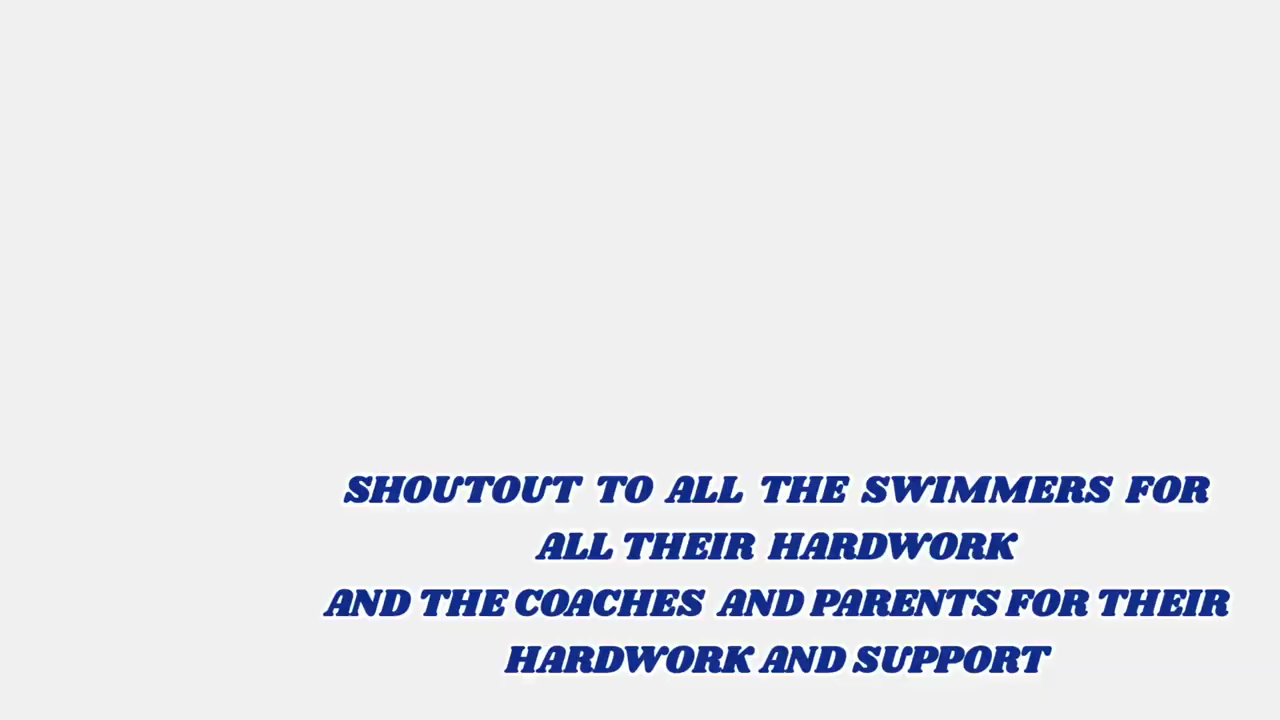 SHOUTOUT TO ALL THE SWIMMERS FOR
ALL THEIR HARDWORK
AND THE COACHES AND PARENTS FOR THEIR
HARDWORK AND SUPPORT